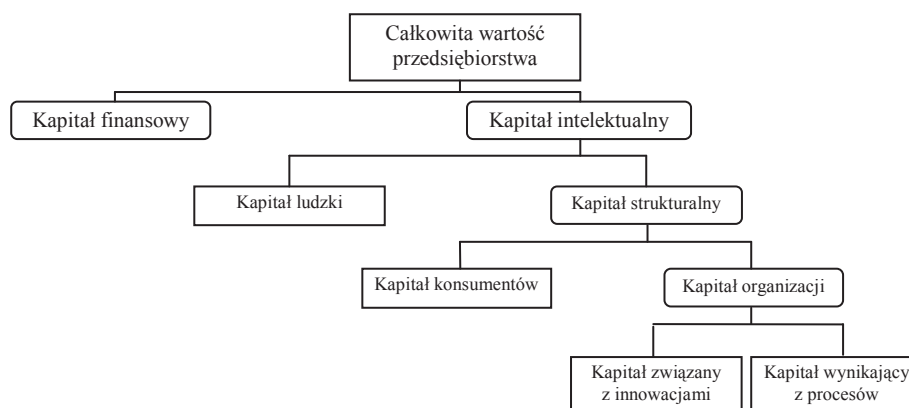 Całkowita wartość
przedsiębiorstwa
Kapitał finansowy
Kapitał intelektualny
Kapitał ludzki
Kapitał strukturalny
Kapitał konsumentów
Kapitał organizacji
Kapitał związany
z innowacjami
Kapitał wynikający
z procesów